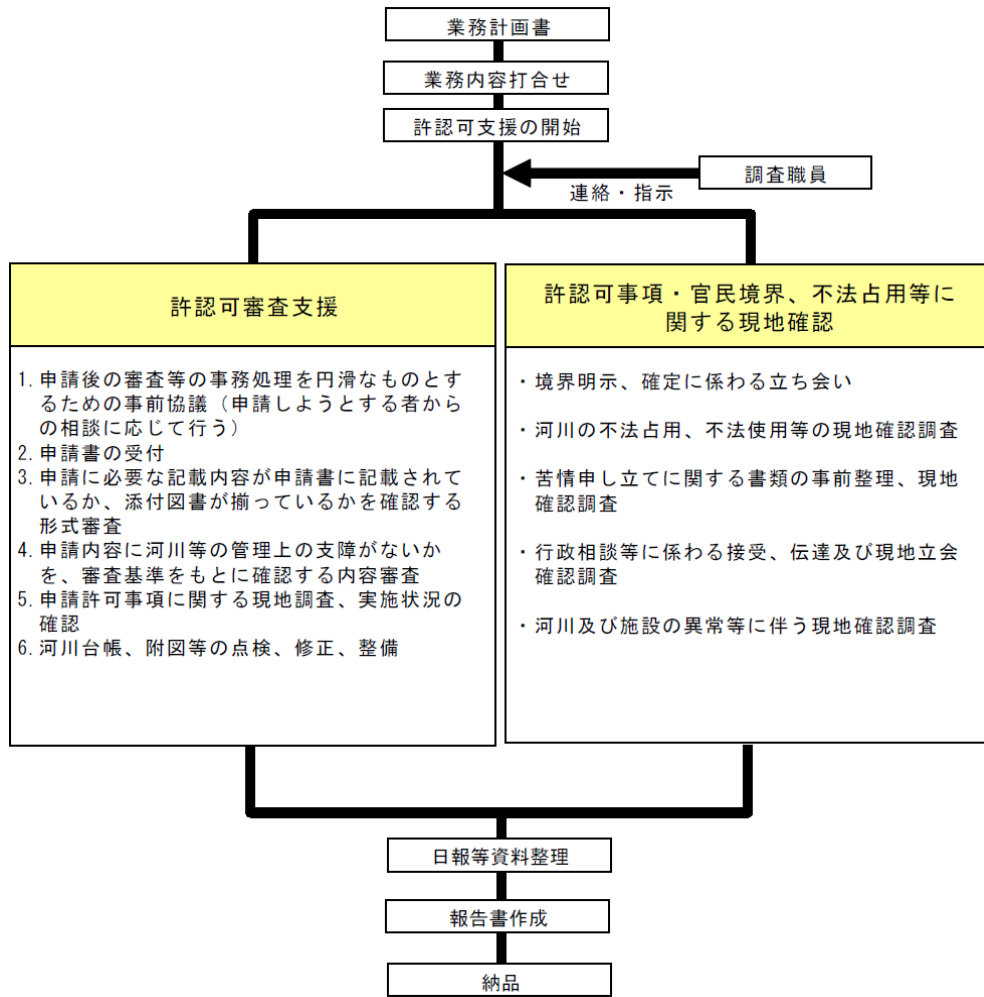 業務計画書
業務内容打合せ
許認可支援の開始
調査職員
連絡・指示
許認可審査支援
1. 申請後の審査等の事務処理を円滑なものとす
るための事前協議（申請しようとする者から
の相談に応じて行う）
2. 申請書の受付
3. 申請に必要な記載内容が申請書に記載されて
いるか、添付図書が揃っているかを確認する
形式審査
4. 申請内容に河川等の管理上の支障がないか
を、審査基準をもとに確認する内容審査
5. 申請許可事項に関する現地調査、実施状況の
確認
6. 河川台帳、附図等の点検、修正、整備
許認可事項・官民境界、不法占用等に
関する現地確認
・境界明示、確定に係わる立ち会い
・河川の不法占用、不法使用等の現地確認調査
・苦情申し立てに関する書類の事前整理、現地
確認調査
・行政相談等に係わる接受、伝達及び現地立会
確認調査
・河川及び施設の異常等に伴う現地確認調査
日報等資料整理
報告書作成
納品